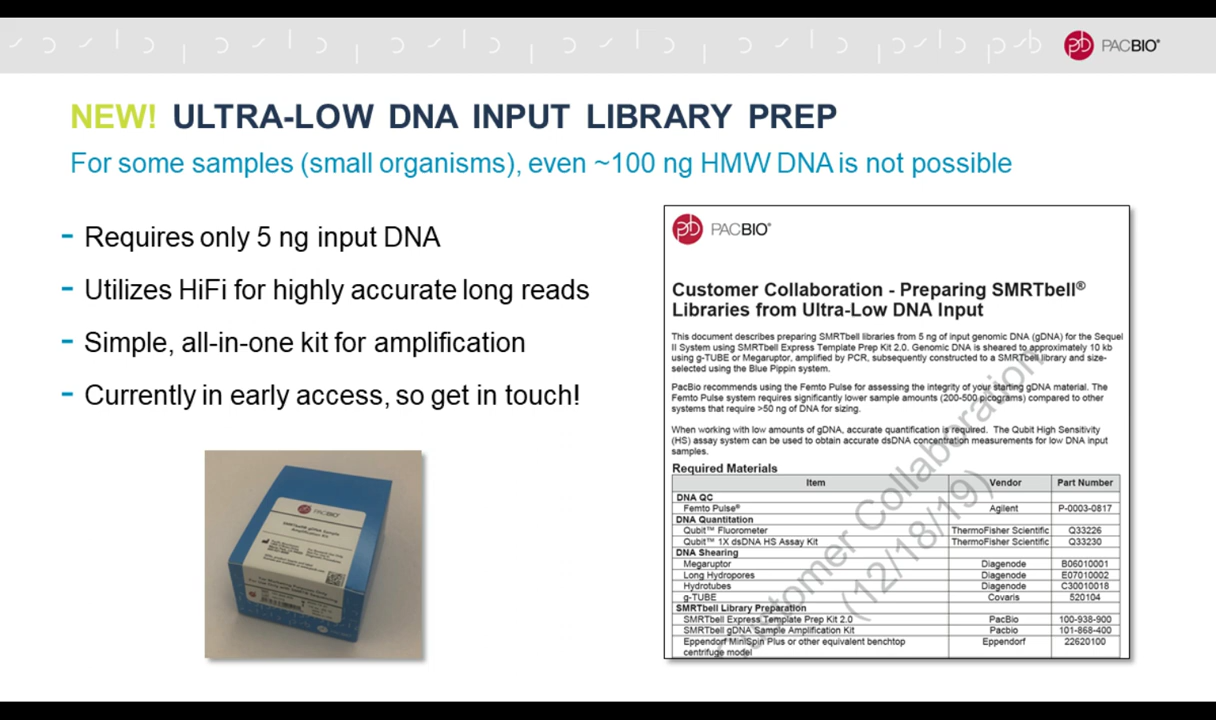 PACBIO®
NEW! ULTRA-LOW DNA INPUT LIBRARY PREP
For some samples (small organisms), even ~100 ng HMW DNA is not possible
- Requires only 5 ng input DNA
- Utilizes HiFi for highly accurate long reads
- Simple, all-in-one kit for amplification
- Currently in early access, so get in touch!
PACBIO
SMRTbell gDNA Sample
Amplification Kit
PACBIO®
Customer Collaboration - Preparing SMRTbell®
Libraries from Ultra-Low DNA Input
This document describes preparing SMRTbell libraries from 5 ng of input genomic DNA (gDNA) for the Sequel
II System using SMRTbell Express Template Prep Kit 2.0. Genomic DNA is sheared to approximately 10 kb
using g-TUBE or Megaruptor, amplified by PCR, subsequently constructed to a SMRTbell library and size-
selected using the Blue Pippin system.
PacBio recommends using the Femto Pulse for assessing the integrity of your starting gDNA material. The
Femto Pulse system requires significantly lower sample amounts (200-500 picograms) compared to other
systems that require >50 ng of DNA for sizing.
When working with low amounts of gDNA, accurate quantification is required. The Qubit High Sensitivity
(HS) assay system can be used to obtain accurate dsDNA concentration measurements for low DNA input
samples.
Required Materials
Item Vendor Part Number
DNA QC
Femto Pulse® Agilent P-0003-0817
DNA Quantitation
Qubit™ Fluorometer ThermoFisher Scientific Q33226
Qubit™ 1X dsDNA HS Assay Kit ThermoFisher Scientific Q33230
DNA Shearing
Megaruptor Diagenode B06010001
Long Hydropores Diagenode E07010002
Hydrotubes Diagenode C30010018
g-TUBE Covaris 520104
SMRTbell Library Preparation
SMRTbell Express Template Prep Kit 2.0 PacBio 100-938-900
SMRTbell gDNA Sample Amplification Kit Pacbio 101-868-400
Eppendorf MiniSpin Plus or other equivalent benchtop Eppendorf 22620100
centrifuge model
Customer Collaboration
(12/18/19)